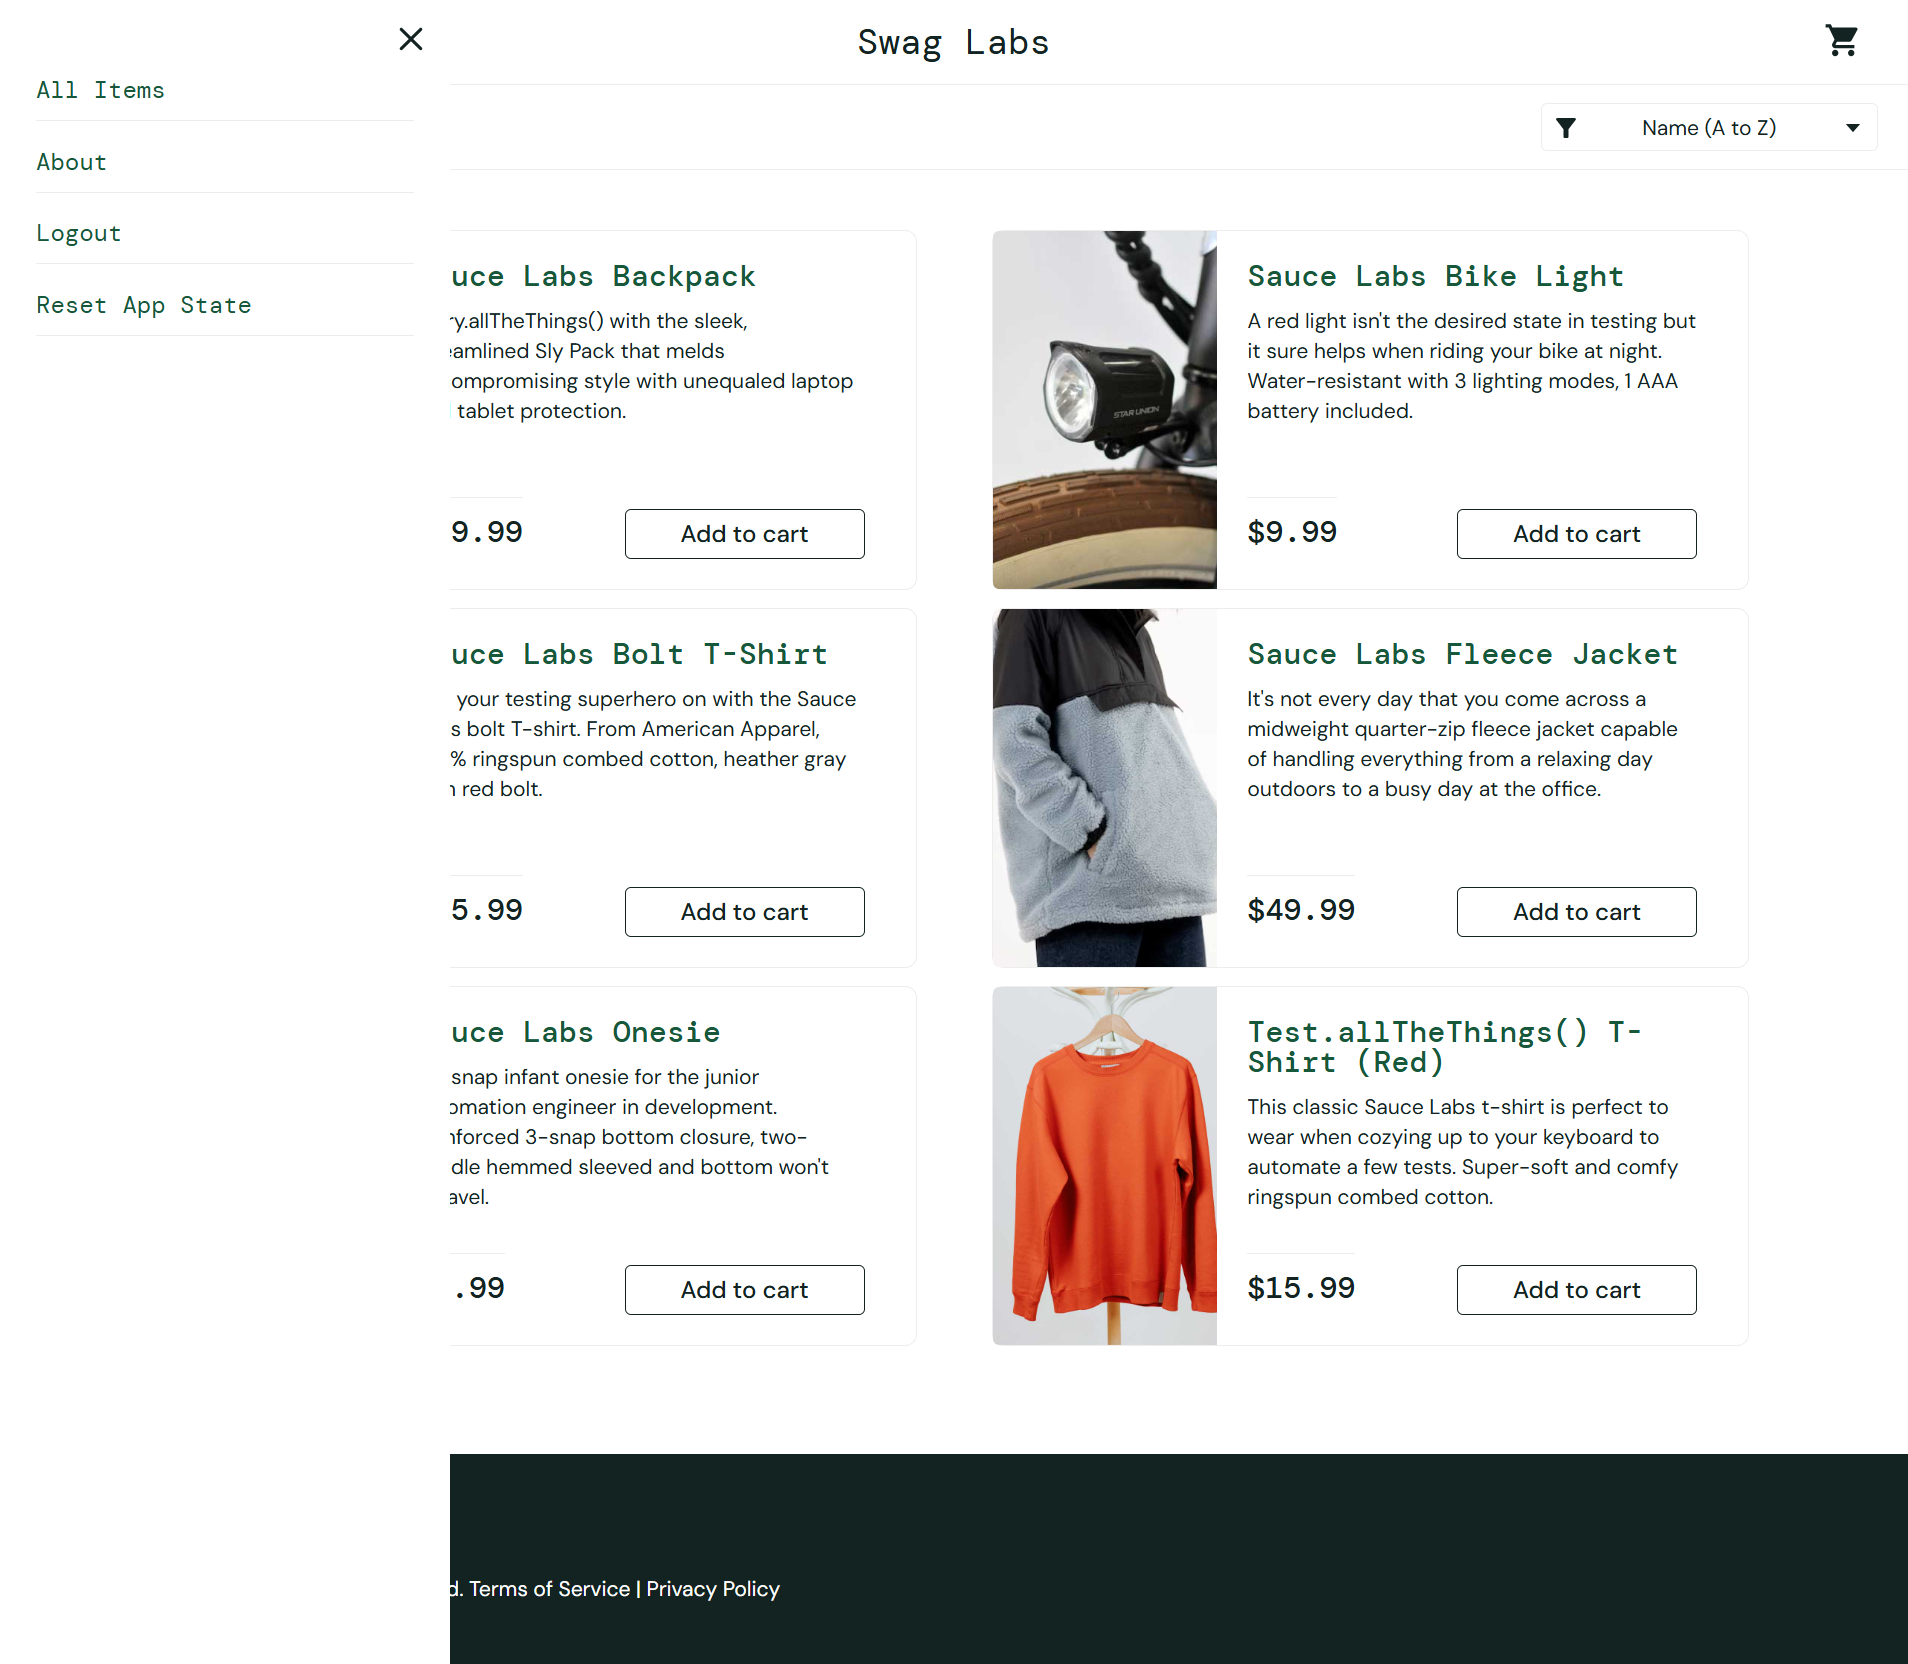 Swag Labs
All Items
About
Logout
Reset App State
Name (A to Z)
uce Labs Backpack
ry.allTheThings() with the sleek,
eamlined Sly Pack that melds
ompromising style with unequaled laptop
tablet protection.
9.99
Add to cart
Sauce Labs Bike Light
A red light isn't the desired state in testing but
it sure helps when riding your bike at night.
Water-resistant with 3 lighting modes, 1 AAA
battery included.
STAR UNION
$9.99
Add to cart
uce Labs Bolt T-Shirt
your testing superhero on with the Sauce
s bolt T-shirt. From American Apparel,
% ringspun combed cotton, heather gray
red bolt.
5.99
Add to cart
Sauce Labs Fleece Jacket
It's not every day that you come across a
midweight quarter-zip fleece jacket capable
of handling everything from a relaxing day
outdoors to a busy day at the office.
$49.99
Add to cart
uce Labs Onesie
snap infant onesie for the junior
omation engineer in development.
nforced 3-snap bottom closure, two-
dle hemmed sleeved and bottom won't
avel.
.99
Add to cart
Test.allTheThings() T-
Shirt (Red)
This classic Sauce Labs t-shirt is perfect to
wear when cozying up to your keyboard to
automate a few tests. Super-soft and comfy
ringspun combed cotton.
$15.99
Add to cart
d. Terms of Service | Privacy Policy